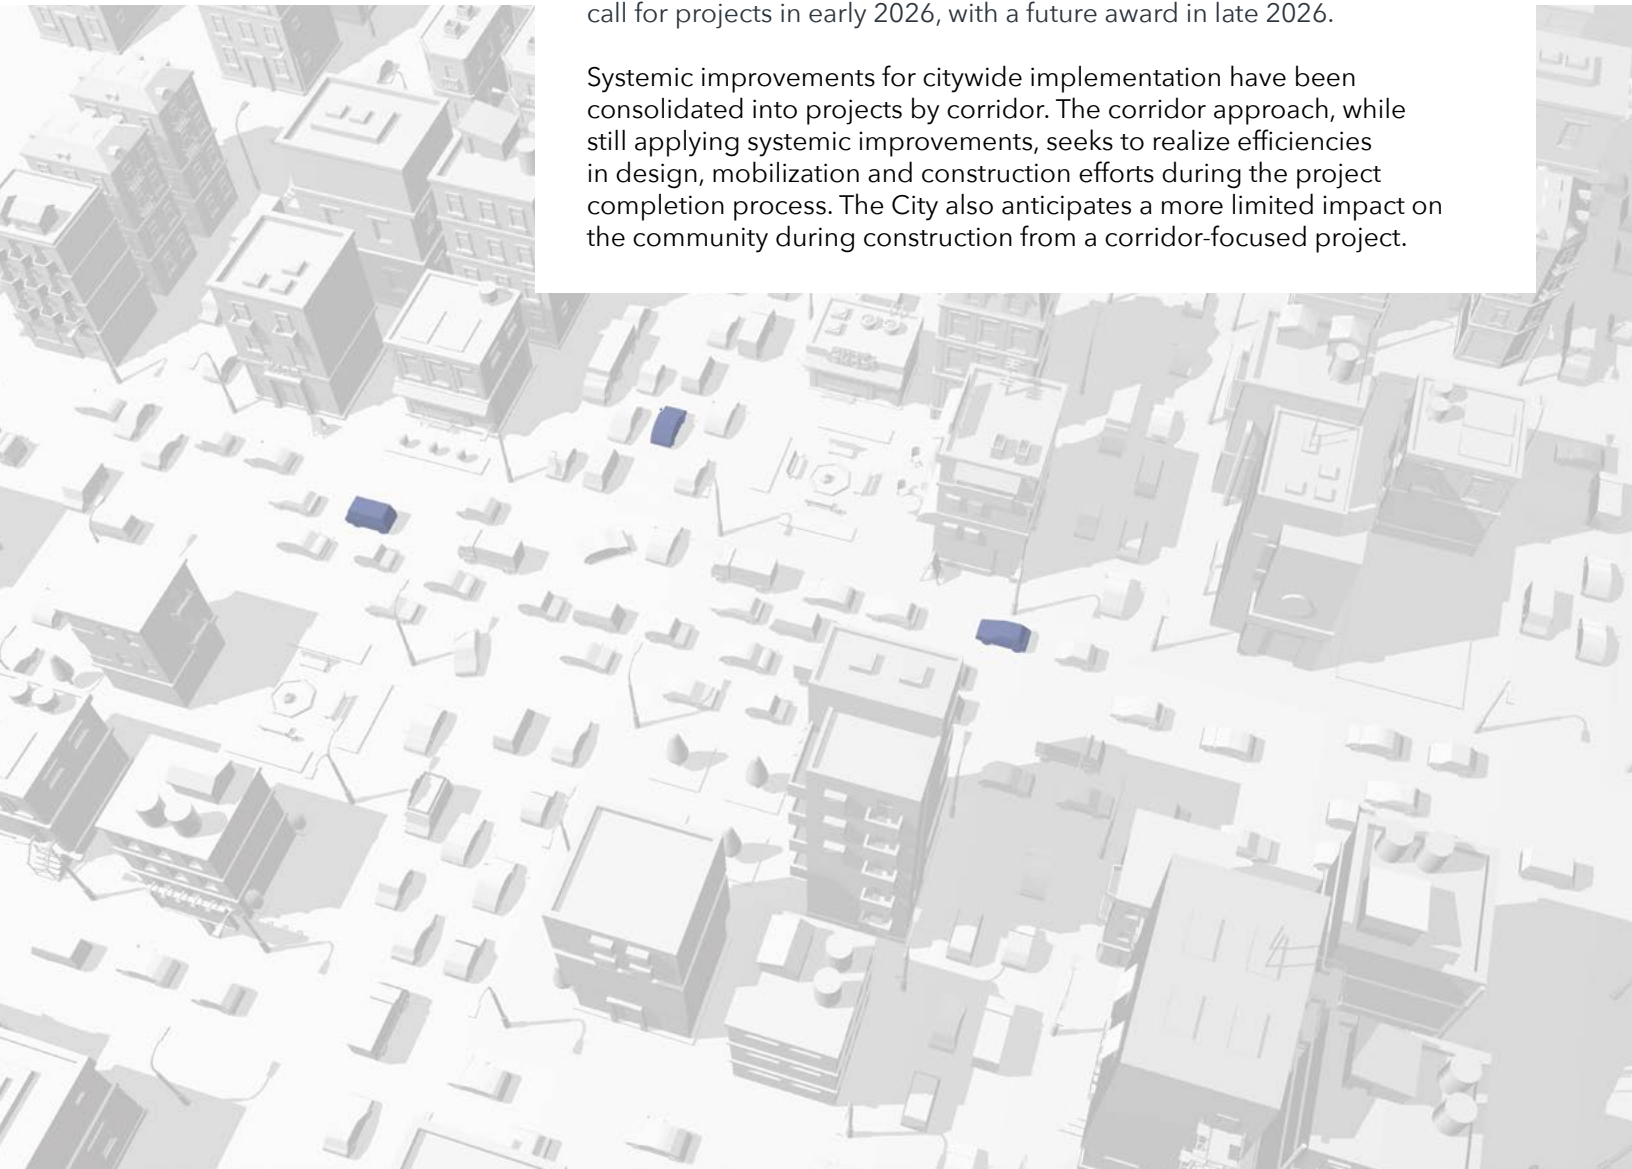 call for projects in early 2026, with a future award in late 2026.
Systemic improvements for citywide implementation have been
consolidated into projects by corridor. The corridor approach, while
still applying systemic improvements, seeks to realize efficiencies
in design, mobilization and construction efforts during the project
completion process. The City also anticipates a more limited impact on
the community during construction from a corridor-focused project.